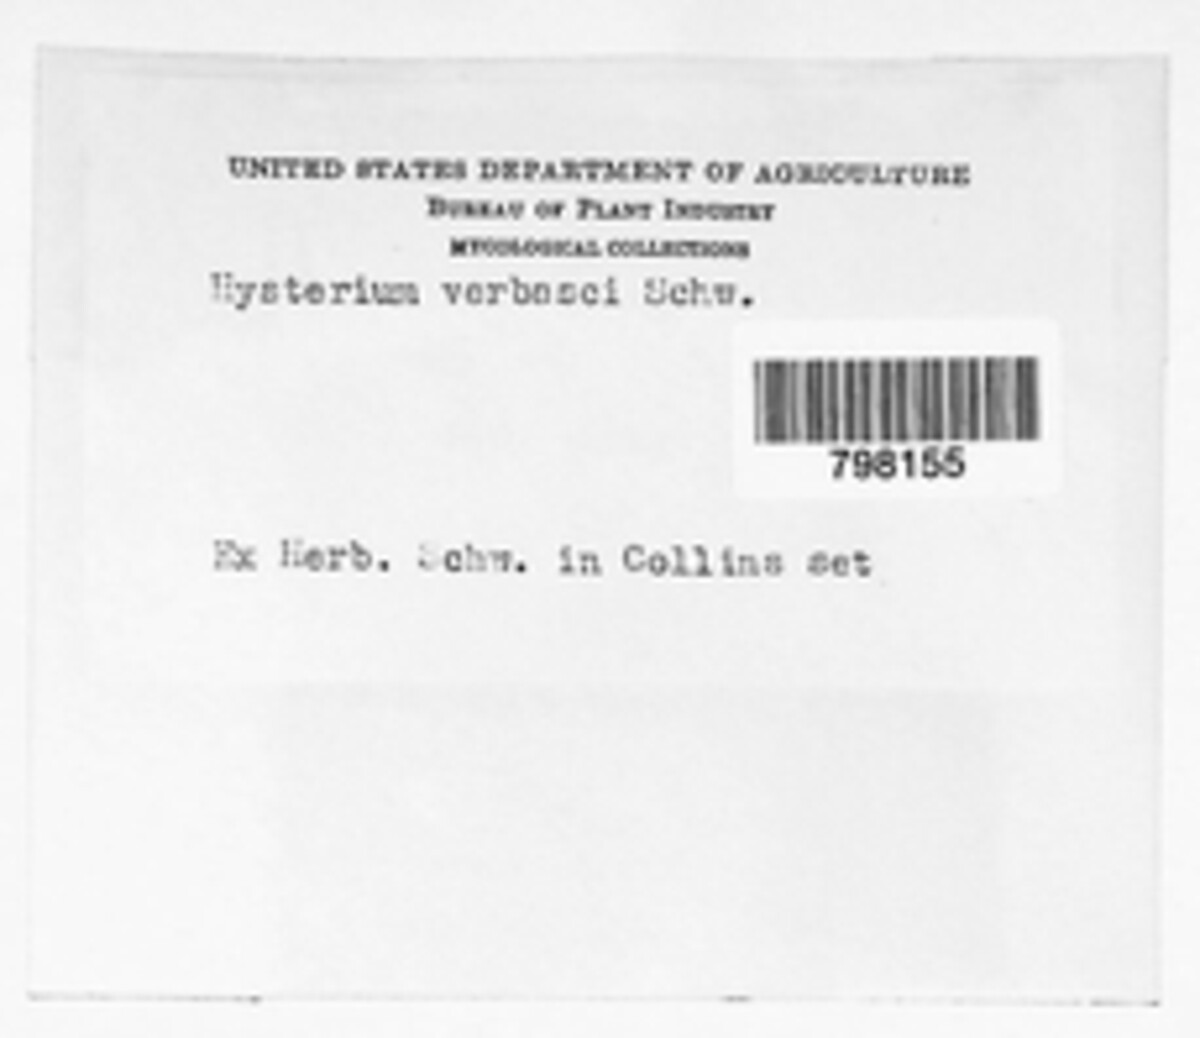 UNITED STATES DEPARTMENT OF AGRICULTURE
BUREAU OF PLANT INDUSTRY
MYCOLOGICAL COLLECTIONS
Hysterium verbasci Schw.
798155
Ex Herb. Schw. in Collins set